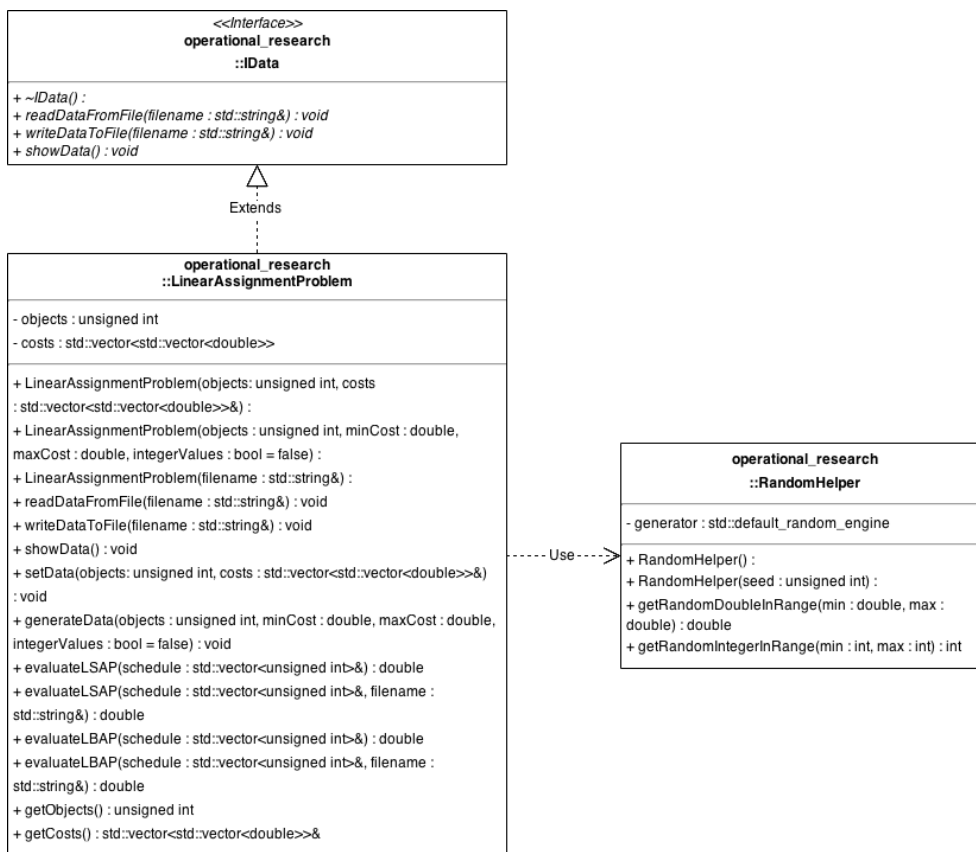 <<Interface>>
operational_research
::IData
+ ~IData() :
+ readDataFromFile(filename : std::string&) : void
+ writeDataToFile(filename : std::string&) : void
+ showData() : void
Extends
operational_research
::LinearAssignmentProblem
- objects : unsigned int
- costs : std::vector<std::vector<double>>
+ LinearAssignmentProblem(objects: unsigned int, costs
: std::vector<std::vector<double>>&) :
+ LinearAssignmentProblem(objects : unsigned int, minCost : double,
maxCost : double, integerValues : bool = false) :
+ LinearAssignmentProblem(filename : std::string&) :
+ readDataFromFile(filename : std::string&) : void
+ writeDataToFile(filename : std::string&) : void
+ showData() : void
+ setData(objects: unsigned int, costs : std::vector<std::vector<double>>&)
: void
+ generateData(objects : unsigned int, minCost : double, maxCost : double,
integerValues : bool = false) : void
+ evaluateLSAP(schedule : std::vector<unsigned int>&) : double
+ evaluateLSAP(schedule : std::vector<unsigned int>&, filename :
std::string&) : double
+ evaluateLBAP(schedule : std::vector<unsigned int>&) : double
+ evaluateLBAP(schedule : std::vector<unsigned int>&, filename :
std::string&) : double
+ getObjects() : unsigned int
+ getCosts() : std::vector<std::vector<double>>&
Use
operational_research
::RandomHelper
- generator : std::default_random_engine
+ RandomHelper() :
+ RandomHelper(seed : unsigned int) :
+ getRandomDoubleInRange(min : double, max :
double) : double
+ getRandomIntegerInRange(min : int, max : int) : int